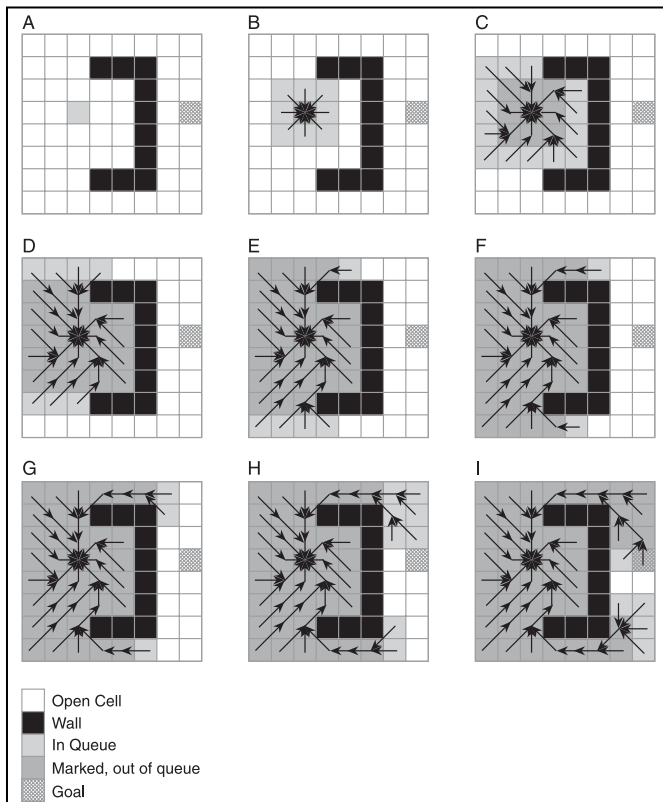 A
B
C
D
E
F
G
H
I
Open Cell
Wall
In Queue
Marked, out of queue
Goal